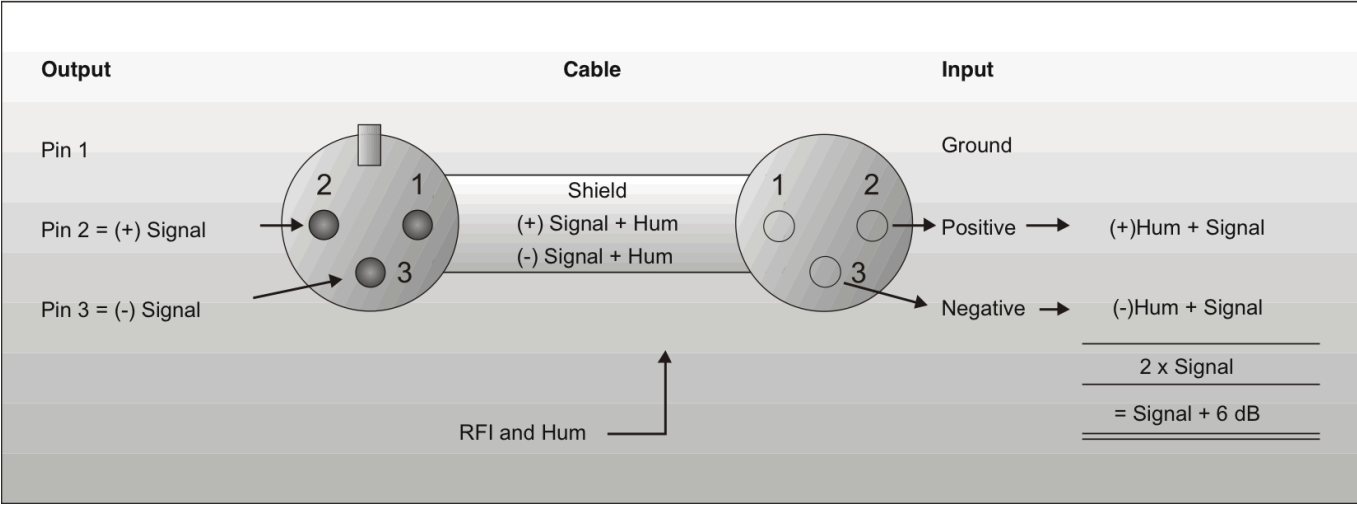 Output
Cable
Input
Pin 1
Ground
2
1
1
2
Shield
Pin 2 = (+) Signal
(+) Signal + Hum
Positive
(+)Hum + Signal
(-) Signal + Hum
3
3
Pin 3 = (-) Signal
Negative
(-)Hum + Signal
2 x Signal
= Signal + 6 dB
RFI and Hum